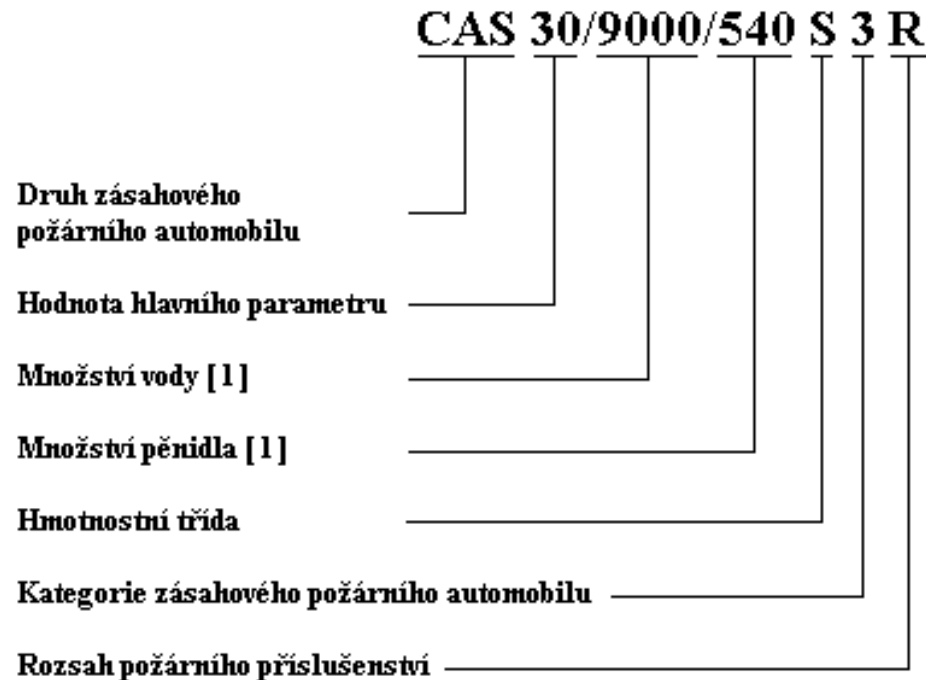 CAS 30/9000/540 S 3 R
Druh zásahového
požárního automobilu
Hodnota hlavního parametru
Množství vody [l]
Množství pěnidla [l]
Hmotnostní třída
Kategorie zásahového požárního automobilu
Rozsah požárního příslušenství